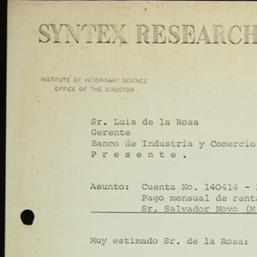 SYNTEX RESEARCH
INSTITUTE OF VETERINARY SCIENCE
OFFICE OF THE DIRECTOR
Sr. Luis de la Rosa
Gerente
Banco de Industria y Comercio
P r e s e n t e .
Asunto: Cuenta No. 140414 -
Pago mensual de renta
Sr. Salvador Novo (M
Muy estimado Sr. de la Rosa: